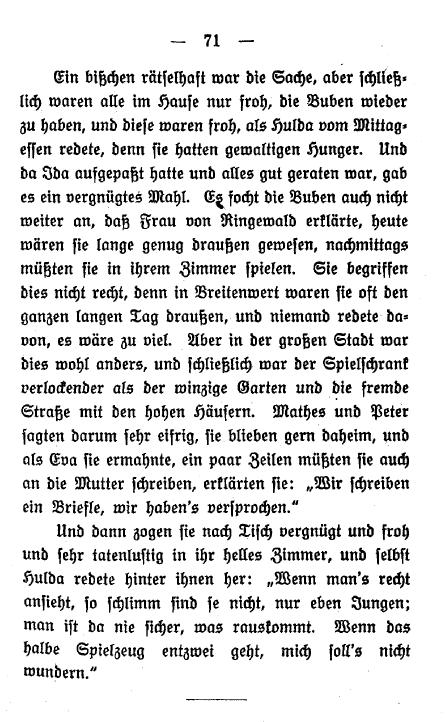 — 71 —
Ein bißchen rätselhaft war die Sache, aber schließ-
lich waren alle im Hause nur froh, die Buben wieder
zu haben, und diese waren froh, als Hulda vom Mittag-
essen redete, denn sie hatten gewaltigen Hunger. Und
da Ida aufgepaßt hatte und alles gut geraten war, gab
es ein vergnügtes Mahl. Es focht die Buben auch nicht
weiter an, daß Frau von Ringewald erklärte, heute
wären sie lange genug draußen gewesen, nachmittags
müßten sie in ihrem Zimmer spielen. Sie begriffen
dies nicht recht, denn in Breitenwert waren sie oft den
ganzen langen Tag draußen, und niemand redete da-
von, es wäre zu viel. Aber in der großen Stadt war
dies wohl anders, und schließlich war der Spielschrank
verlockender als der winzige Garten und die fremde
Straße mit den hohen Häusern. Mathes und Peter
sagten darum sehr eifrig, sie blieben gern daheim, und
als Eva sie ermahnte, ein paar Zeilen müßten sie auch
an die Mutter schreiben, erklärten sie: „Wir schreiben
ein Briefle, wir haben's versprochen."
Und dann zogen sie nach Tisch vergnügt und froh
und sehr tatenlustig in ihr helles Zimmer, und selbst
Hulda redete hinter ihnen her: „Wenn man's recht
ansieht, so schlimm sind se nicht, nur eben Jungen;
man ist da nie sicher, was rauskommt. Wenn das
halbe Spielzeug entzwei geht, mich soll's nicht
wundern."